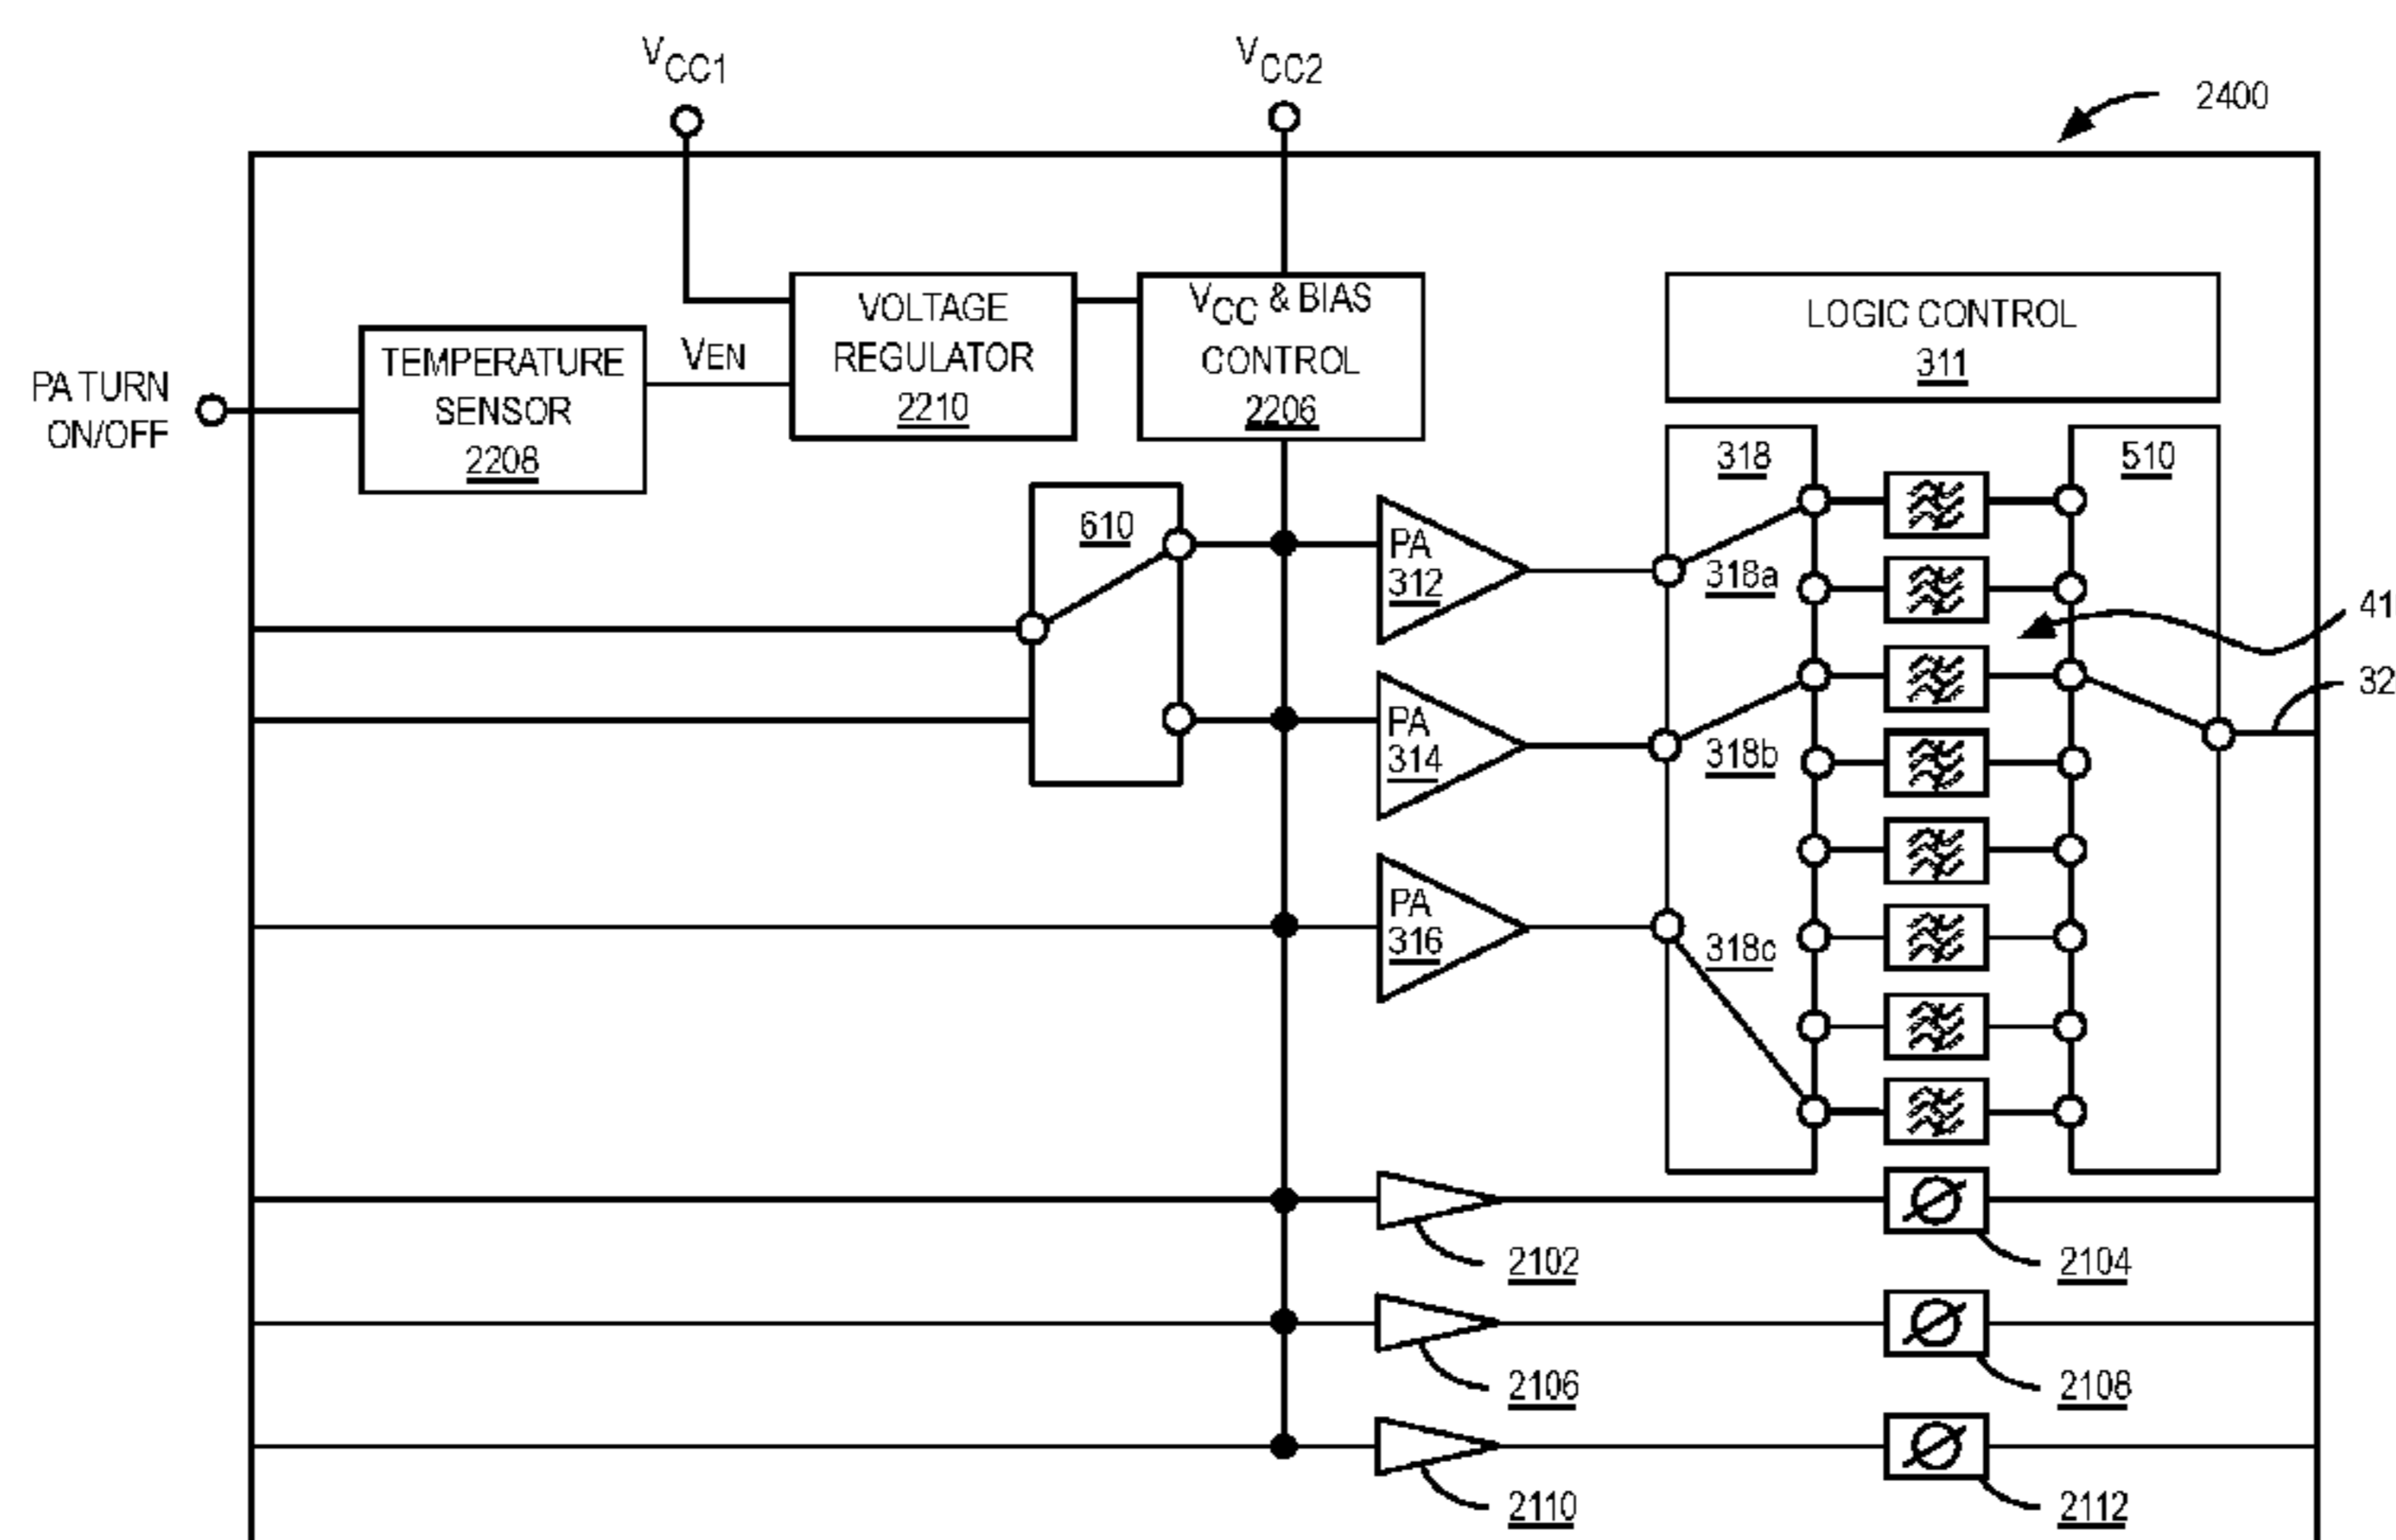 VCC1
VCC2
2400
PA TURN
ON/OFF
TEMPERATURE
SENSOR
2208
VEN
VOLTAGE
REGULATOR
2210
VCC & BIAS
CONTROL
2206
LOGIC CONTROL
311
610
PA
312
PA
314
PA
316
318
318a
318b
318c
510
41
32
2102
2104
2106
2108
2110
2112